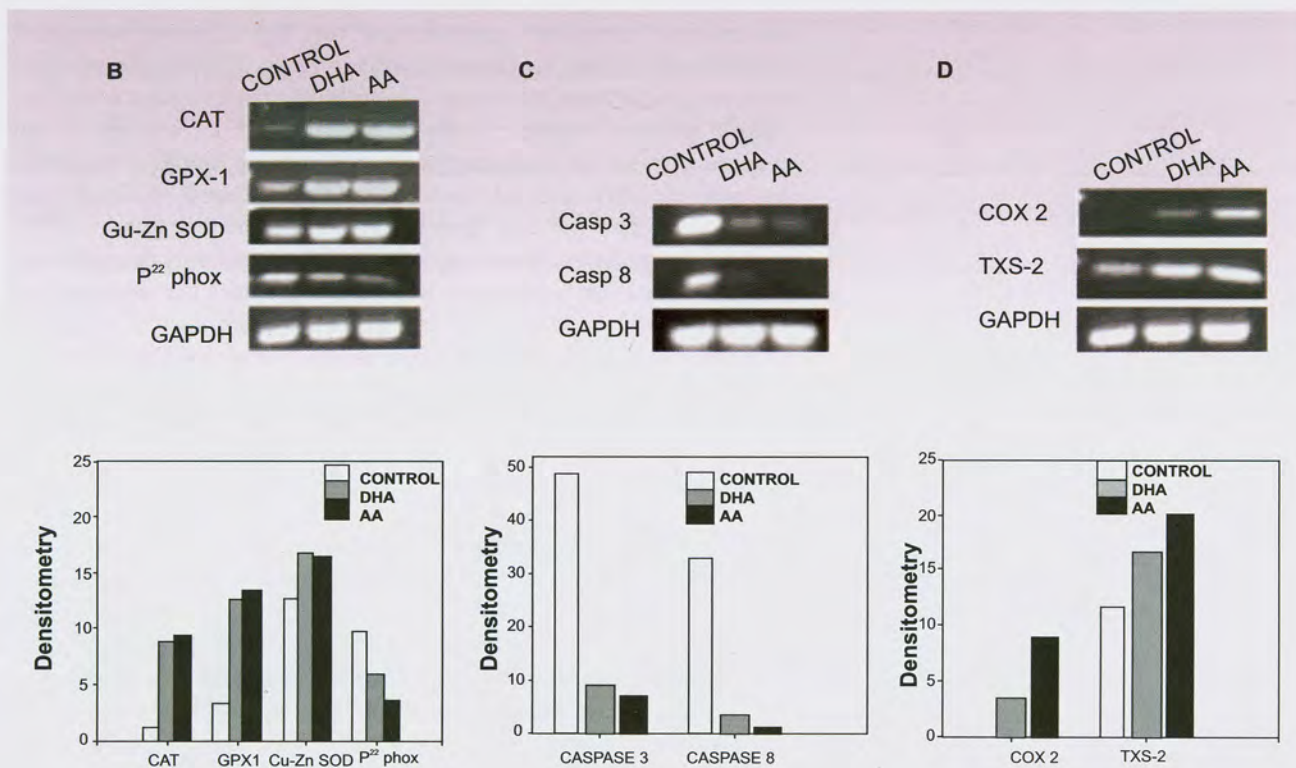 B
CONTROL
DHA
AA
CAT
GPX-1
Gu-Zn SOD
P²² phox
GAPDH
C
CONTROL
DHA
AA
Casp 3
Casp 8
GAPDH
D
CONTROL
DHA
AA
COX 2
TXS-2
GAPDH
Densitometry
25
20
15
10
5
0
CONTROL
DHA
AA
CAT GPX1 Cu-Zn SOD P²² phox
Densitometry
50
40
30
20
10
0
CONTROL
DHA
AA
CASPASE 3 CASPASE 8
Densitometry
25
20
15
10
5
0
CONTROL
DHA
AA
COX 2 TXS-2